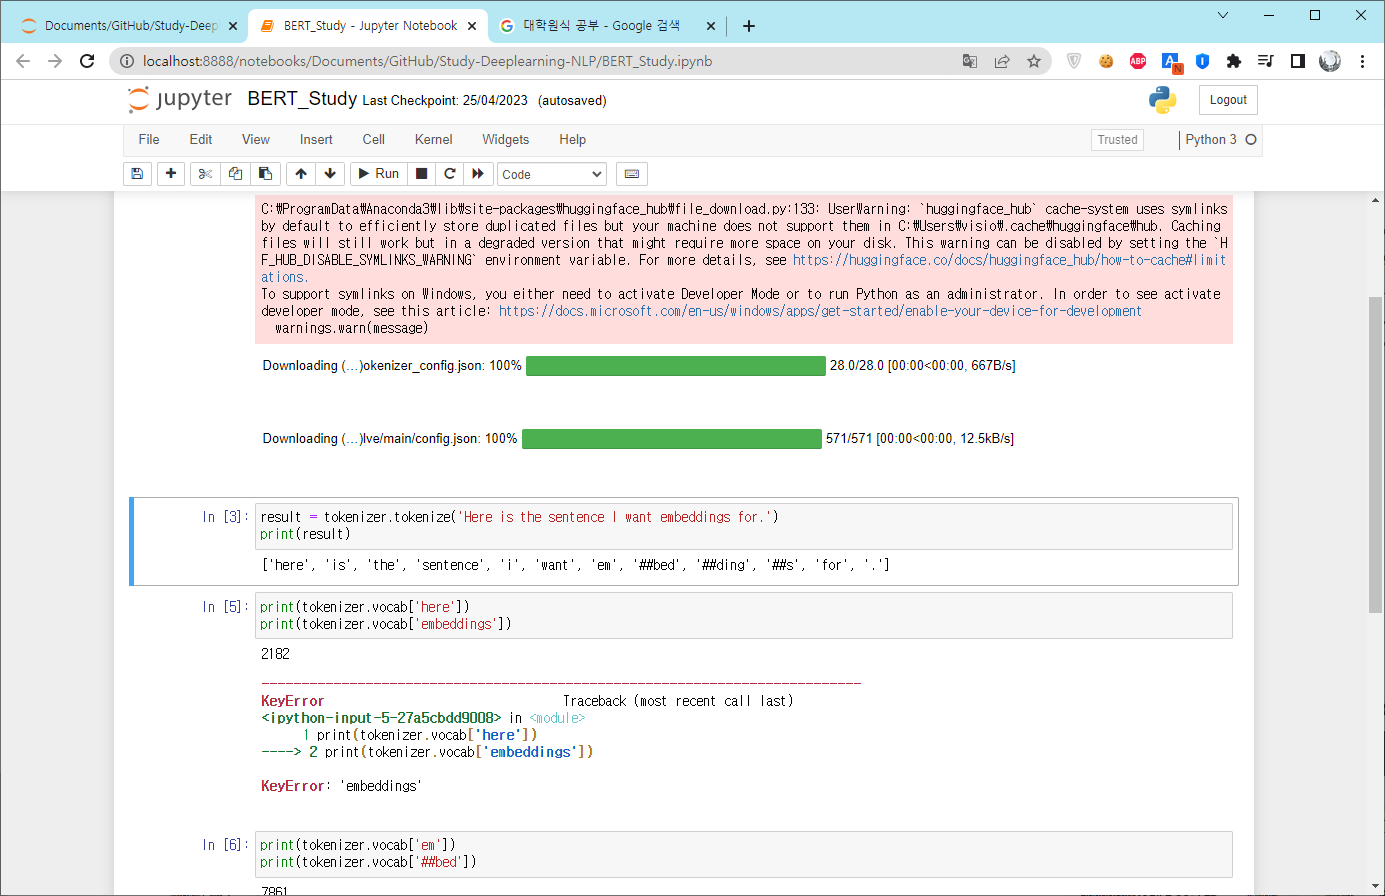 Documents/GitHub/Study-Deep
BERT_Study - Jupyter Notebook
대학원식 공부 - Google 검색
localhost:8888/notebooks/Documents/GitHub/Study-Deeplearning-NLP/BERT_Study.ipynb
ABP
A
N
jupyter BERT_Study Last Checkpoint: 25/04/2023 (autosaved)
Logout
File Edit View Insert Cell Kernel Widgets Help
Trusted
Python 3
Run
Code
C:₩ProgramData₩Anaconda3₩lib₩site-packages₩huggingface_hub₩file_download.py:133: UserWarning: `huggingface_hub` cache-system uses symlinks
by default to efficiently store duplicated files but your machine does not support them in C:₩Users₩visio₩.cache₩huggingface₩hub. Caching
files will still work but in a degraded version that might require more space on your disk. This warning can be disabled by setting the `H
F_HUB_DISABLE_SYMLINKS_WARNING` environment variable. For more details, see https://huggingface.co/docs/huggingface_hub/how-to-cache#limit
ations.
To support symlinks on Windows, you either need to activate Developer Mode or to run Python as an administrator. In order to see activate
developer mode, see this article: https://docs.microsoft.com/en-us/windows/apps/get-started/enable-your-device-for-development
warnings.warn(message)
Downloading (…)okenizer_config.json: 100% 28.0/28.0 [00:00<00:00, 667B/s]
Downloading (…)lve/main/config.json: 100% 571/571 [00:00<00:00, 12.5kB/s]
In [3]: result = tokenizer.tokenize('Here is the sentence I want embeddings for.')
print(result)
['here', 'is', 'the', 'sentence', 'i', 'want', 'em', '##bed', '##ding', '##s', 'for', '.']
In [5]: print(tokenizer.vocab['here'])
print(tokenizer.vocab['embeddings'])
2182
---------------------------------------------------------------------------
KeyError Traceback (most recent call last)
<ipython-input-5-27a5cbdd9008> in <module>
1 print(tokenizer.vocab['here'])
----> 2 print(tokenizer.vocab['embeddings'])
KeyError: 'embeddings'
In [6]: print(tokenizer.vocab['em'])
print(tokenizer.vocab['##bed'])
7861